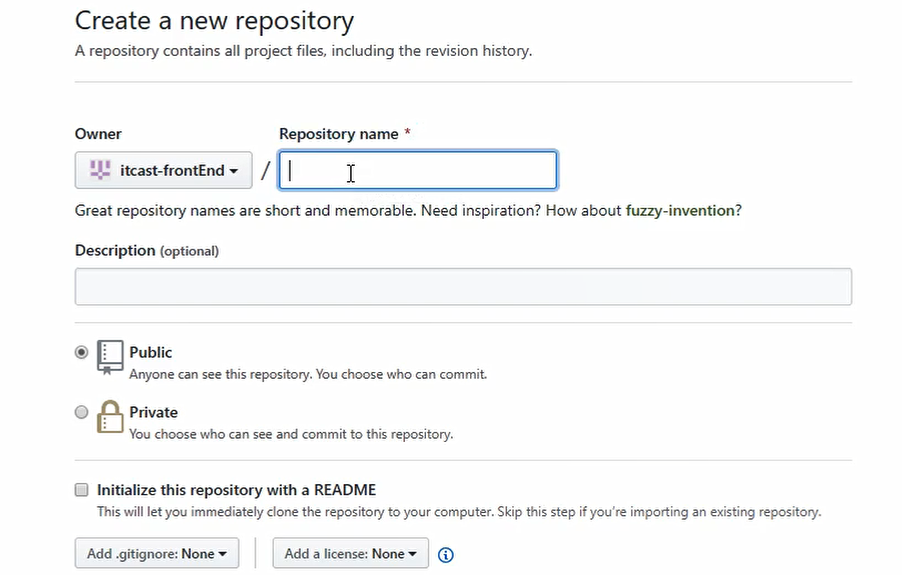 Create a new repository
A repository contains all project files, including the revision history.
Owner
Repository name *
itcast-frontEnd
/
Great repository names are short and memorable. Need inspiration? How about fuzzy-invention?
Description (optional)
Public
Anyone can see this repository. You choose who can commit.
Private
You choose who can see and commit to this repository.
Initialize this repository with a README
This will let you immediately clone the repository to your computer. Skip this step if you're importing an existing repository.
Add .gitignore: None
Add a license: None